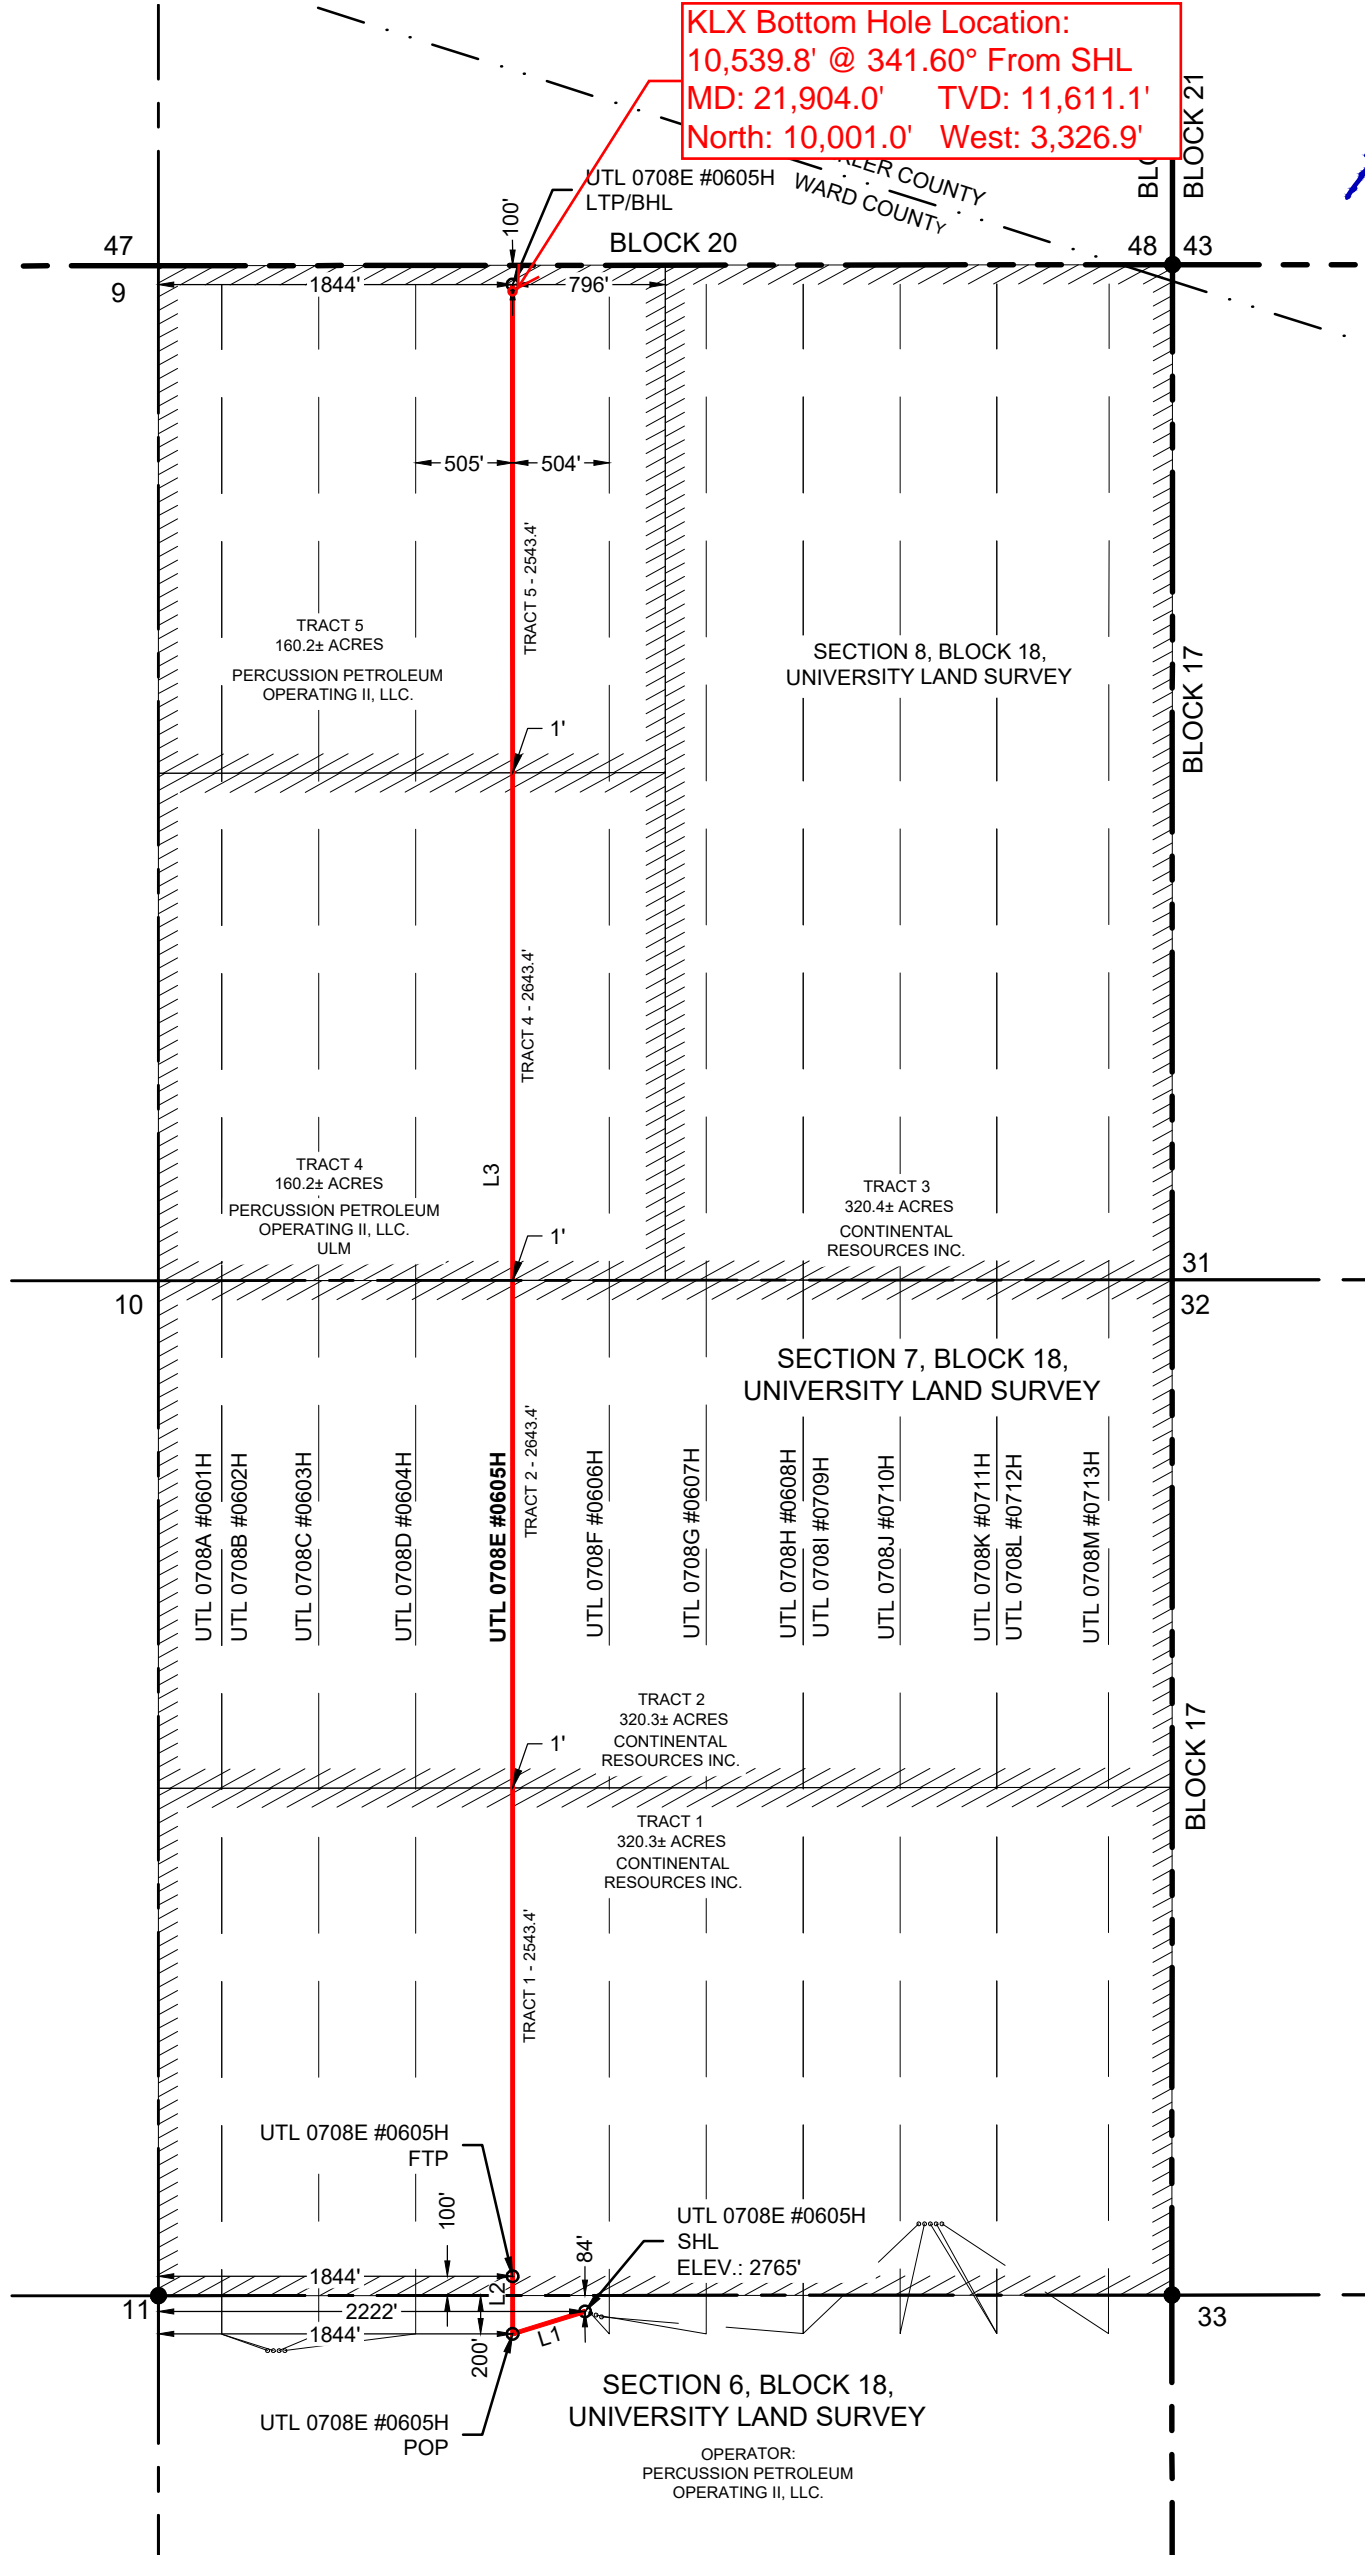 KLX Bottom Hole Location:
10,539.8' @ 341.60° From SHL
MD: 21,904.0' TVD: 11,611.1'
North: 10,001.0' West: 3,326.9'
BLOCK 21
COUNTY
WARD COUNTY
UTL 0708E #0605H
LTP/BHL
100'
BLOCK 20
47
48
43
9
1844'
796'
505'
504'
TRACT 5 - 2543.4'
TRACT 5
160.2± ACRES
PERCUSSION PETROLEUM
OPERATING II, LLC.
SECTION 8, BLOCK 18,
UNIVERSITY LAND SURVEY
BLOCK 17
1'
TRACT 4 - 2643.4'
L3
TRACT 4
160.2± ACRES
PERCUSSION PETROLEUM
OPERATING II, LLC.
ULM
TRACT 3
320.4± ACRES
CONTINENTAL
RESOURCES INC.
1'
31
10
32
SECTION 7, BLOCK 18,
UNIVERSITY LAND SURVEY
UTL 0708A #0601H
UTL 0708B #0602H
UTL 0708C #0603H
UTL 0708D #0604H
UTL 0708E #0605H
TRACT 2 - 2643.4'
UTL 0708F #0606H
UTL 0708G #0607H
UTL 0708H #0608H
UTL 0708I #0709H
UTL 0708J #0710H
UTL 0708K #0711H
UTL 0708L #0712H
UTL 0708M #0713H
TRACT 2
320.3± ACRES
CONTINENTAL
RESOURCES INC.
1'
BLOCK 17
TRACT 1
320.3± ACRES
CONTINENTAL
RESOURCES INC.
TRACT 1 - 2543.4'
UTL 0708E #0605H
FTP
100'
UTL 0708E #0605H
SHL
ELEV.: 2765'
84'
1844'
L2
11
2222'
33
1844'
L1
200'
SECTION 6, BLOCK 18,
UNIVERSITY LAND SURVEY
UTL 0708E #0605H
POP
OPERATOR:
PERCUSSION PETROLEUM
OPERATING II, LLC.